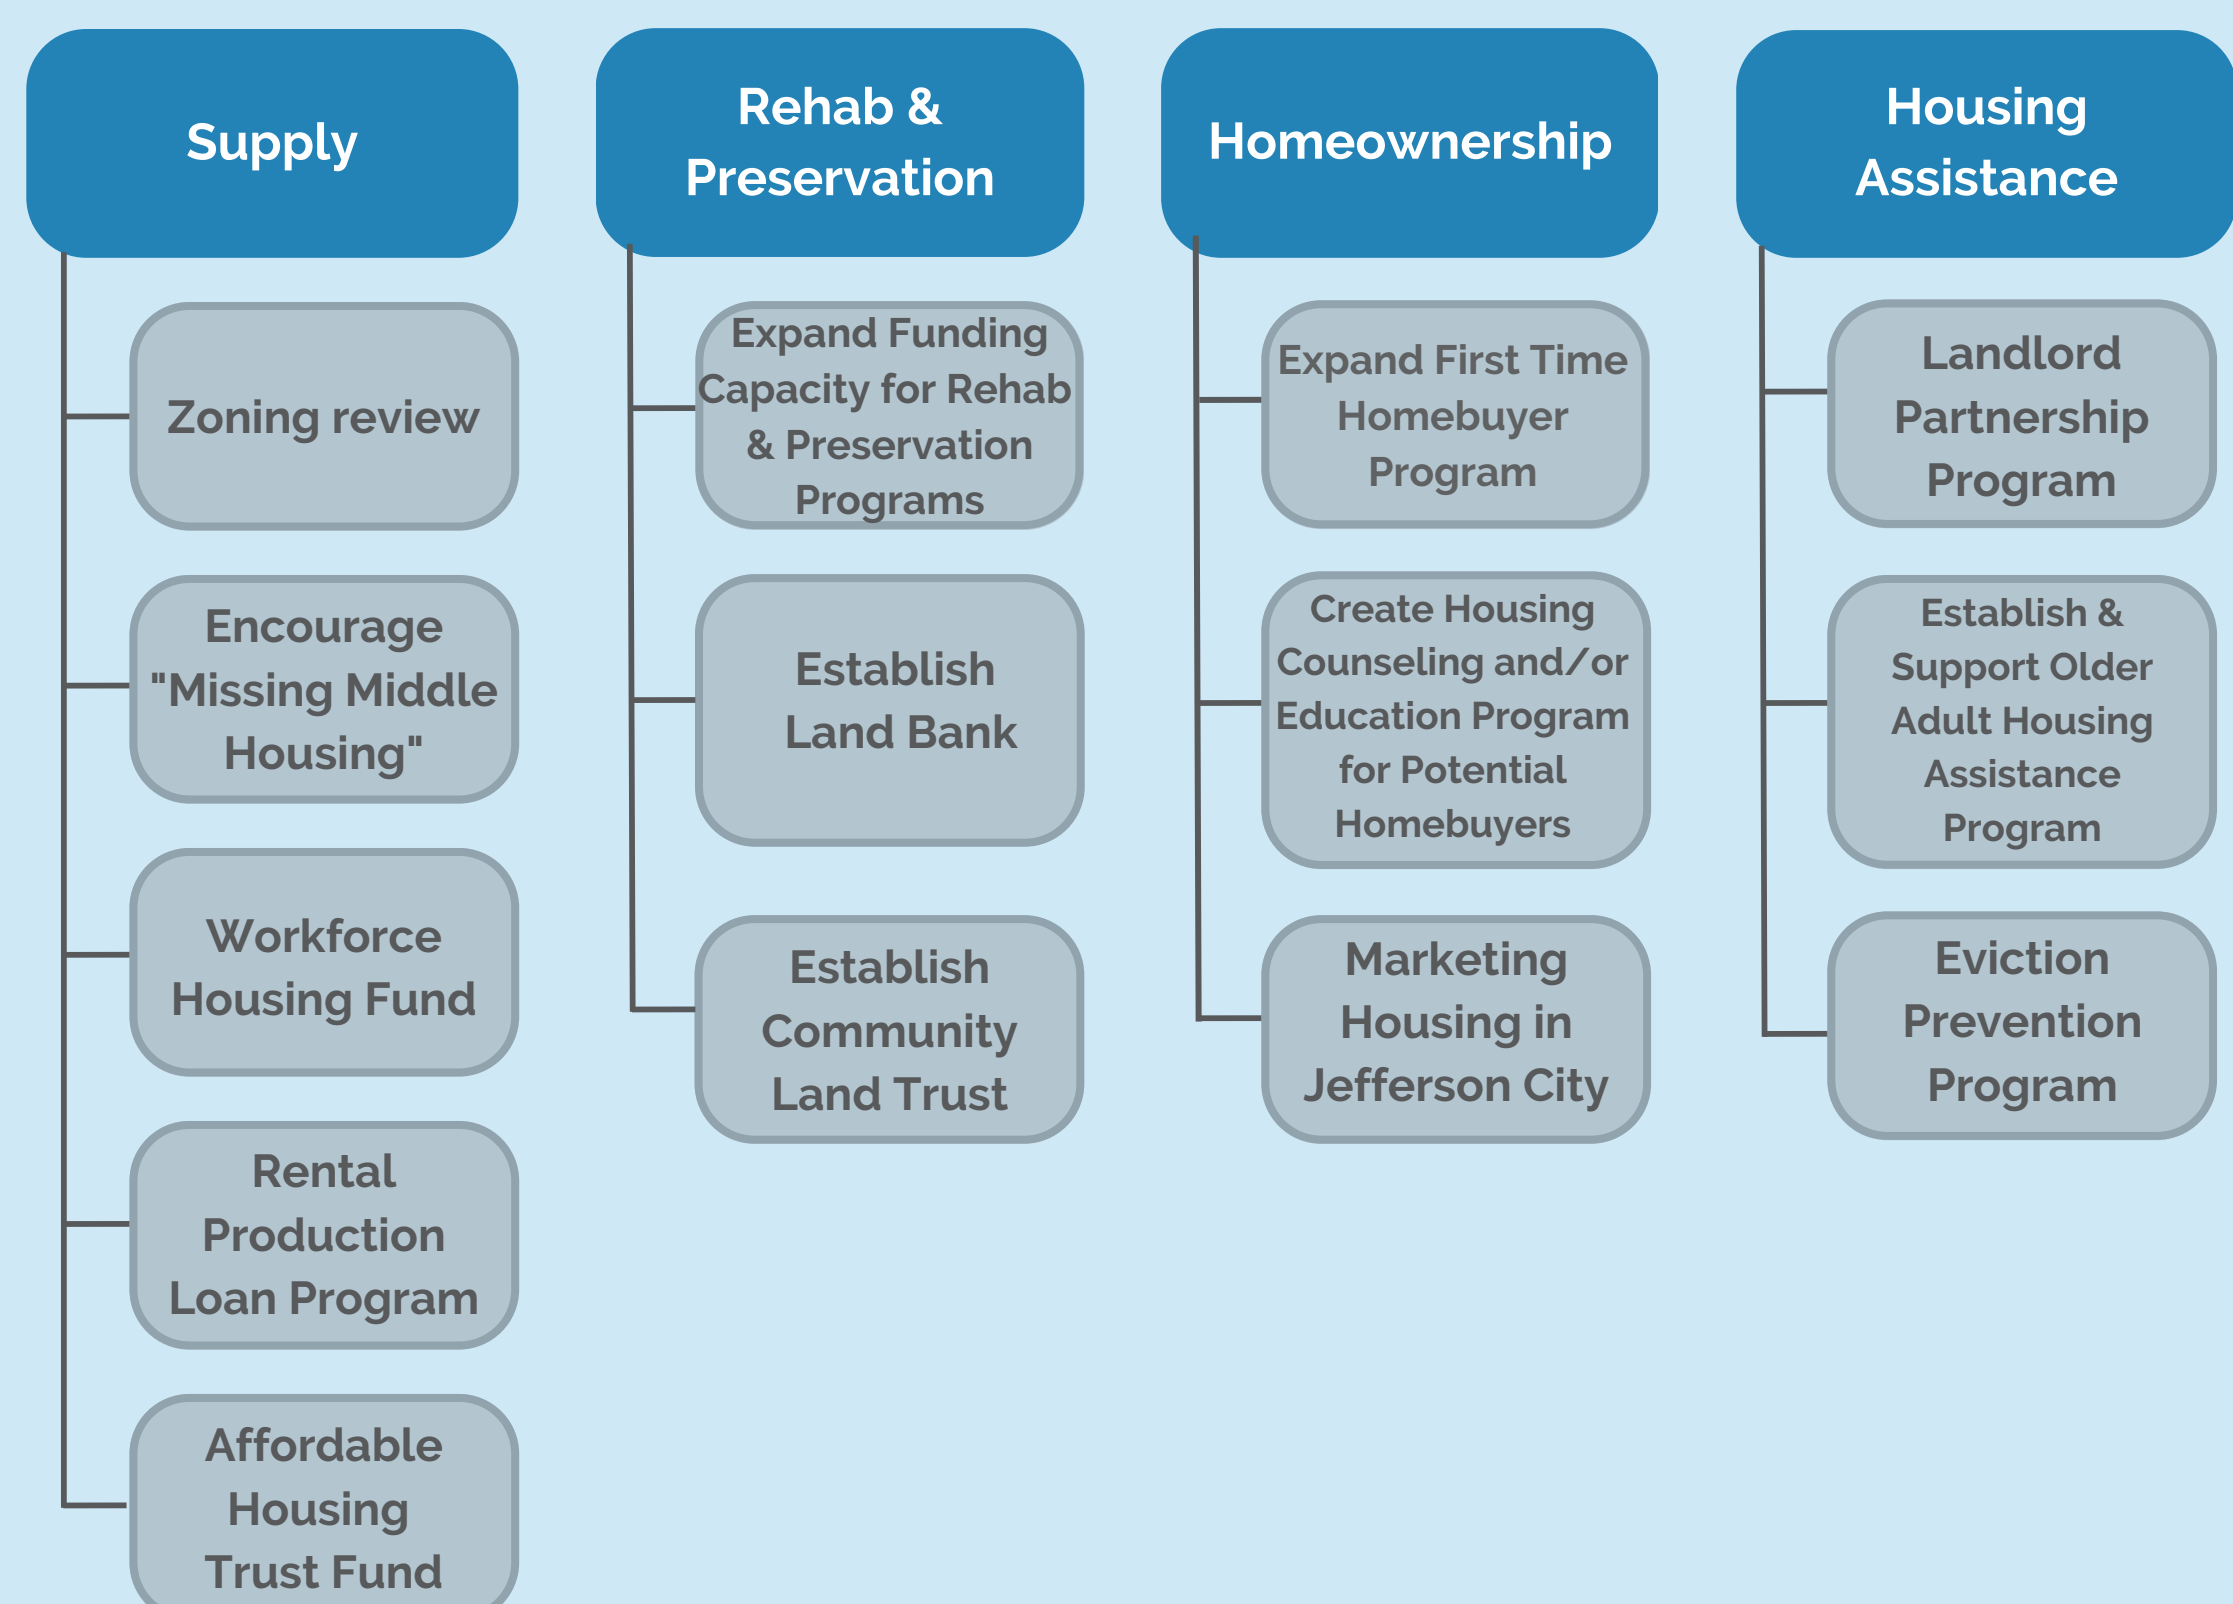 Supply
Zoning review
Encourage
"Missing Middle
Housing"
Workforce
Housing Fund
Rental
Production
Loan Program
Affordable
Housing
Trust Fund
Rehab &
Preservation
Expand Funding
Capacity for Rehab
& Preservation
Programs
Establish
Land Bank
Establish
Community
Land Trust
Homeownership
Expand First Time
Homebuyer
Program
Create Housing
Counseling and/or
Education Program
for Potential
Homebuyers
Marketing
Housing in
Jefferson City
Housing
Assistance
Landlord
Partnership
Program
Establish &
Support Older
Adult Housing
Assistance
Program
Eviction
Prevention
Program